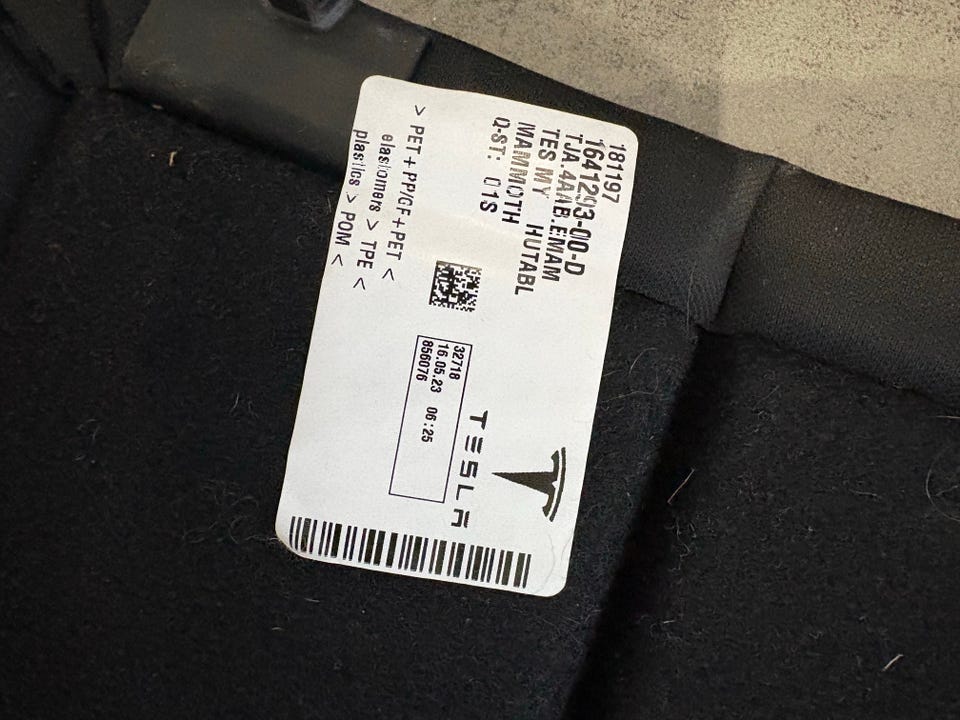 181197
1641293-00-D
TJA.4AAB.EMAM
TES MY HUTABL
MAMMOTH
Q-ST: 01S
> PET + PP/GF+PET <
elastomers > TPE <
plastics > POM <
32718
16.05.23 06:25
856076
TESLA